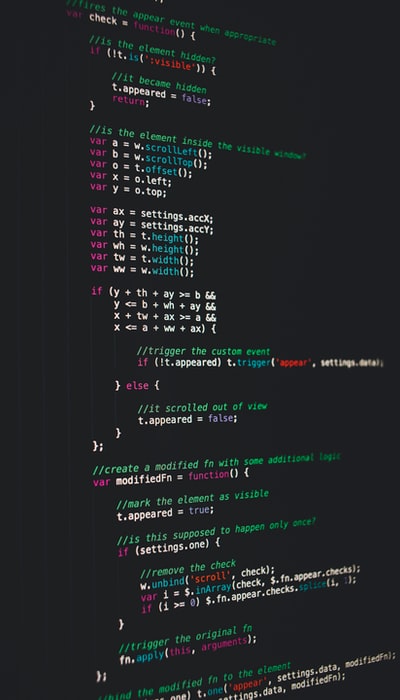 //fires the appear event when appropriate
var check = function() {
//is the element hidden?
if (!t.is(':visible')) {
//it became hidden
t.appeared = false;
return;
}
//is the element inside the visible window?
var a = w.scrollLeft();
var b = w.scrollTop();
var o = t.offset();
var x = o.left;
var y = o.top;
var ax = settings.accX;
var ay = settings.accY;
var th = t.height();
var wh = w.height();
var tw = t.width();
var ww = w.width();
if (y + th + ay >= b &&
y <= b + wh + ay &&
x + tw + ax >= a &&
x <= a + ww + ax) {
//trigger the custom event
if (!t.appeared) t.trigger('appear', settings.data);
} else {
//it scrolled out of view
t.appeared = false;
}
};
//create a modified fn with some additional logic
var modifiedFn = function() {
//mark the element as visible
t.appeared = true;
//is this supposed to happen only once?
if (settings.one) {
//remove the check
w.unbind('scroll', check);
var i = $.inArray(check, $.fn.appear.checks);
if (i >= 0) $.fn.appear.checks.splice(i, 1);
}
//trigger the original fn
fn.apply(this, arguments);
};
//bind the modified fn to the element
one) t.one('appear', settings.data, modifiedFn);
settings.data, modifiedFn);